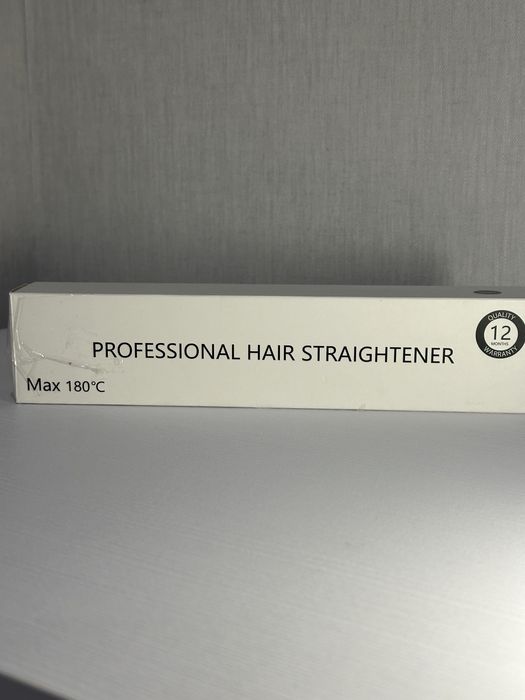 PROFESSIONAL HAIR STRAIGHTENER
Max 180°C
QUALITY
12
MONTHS
WARRANTY